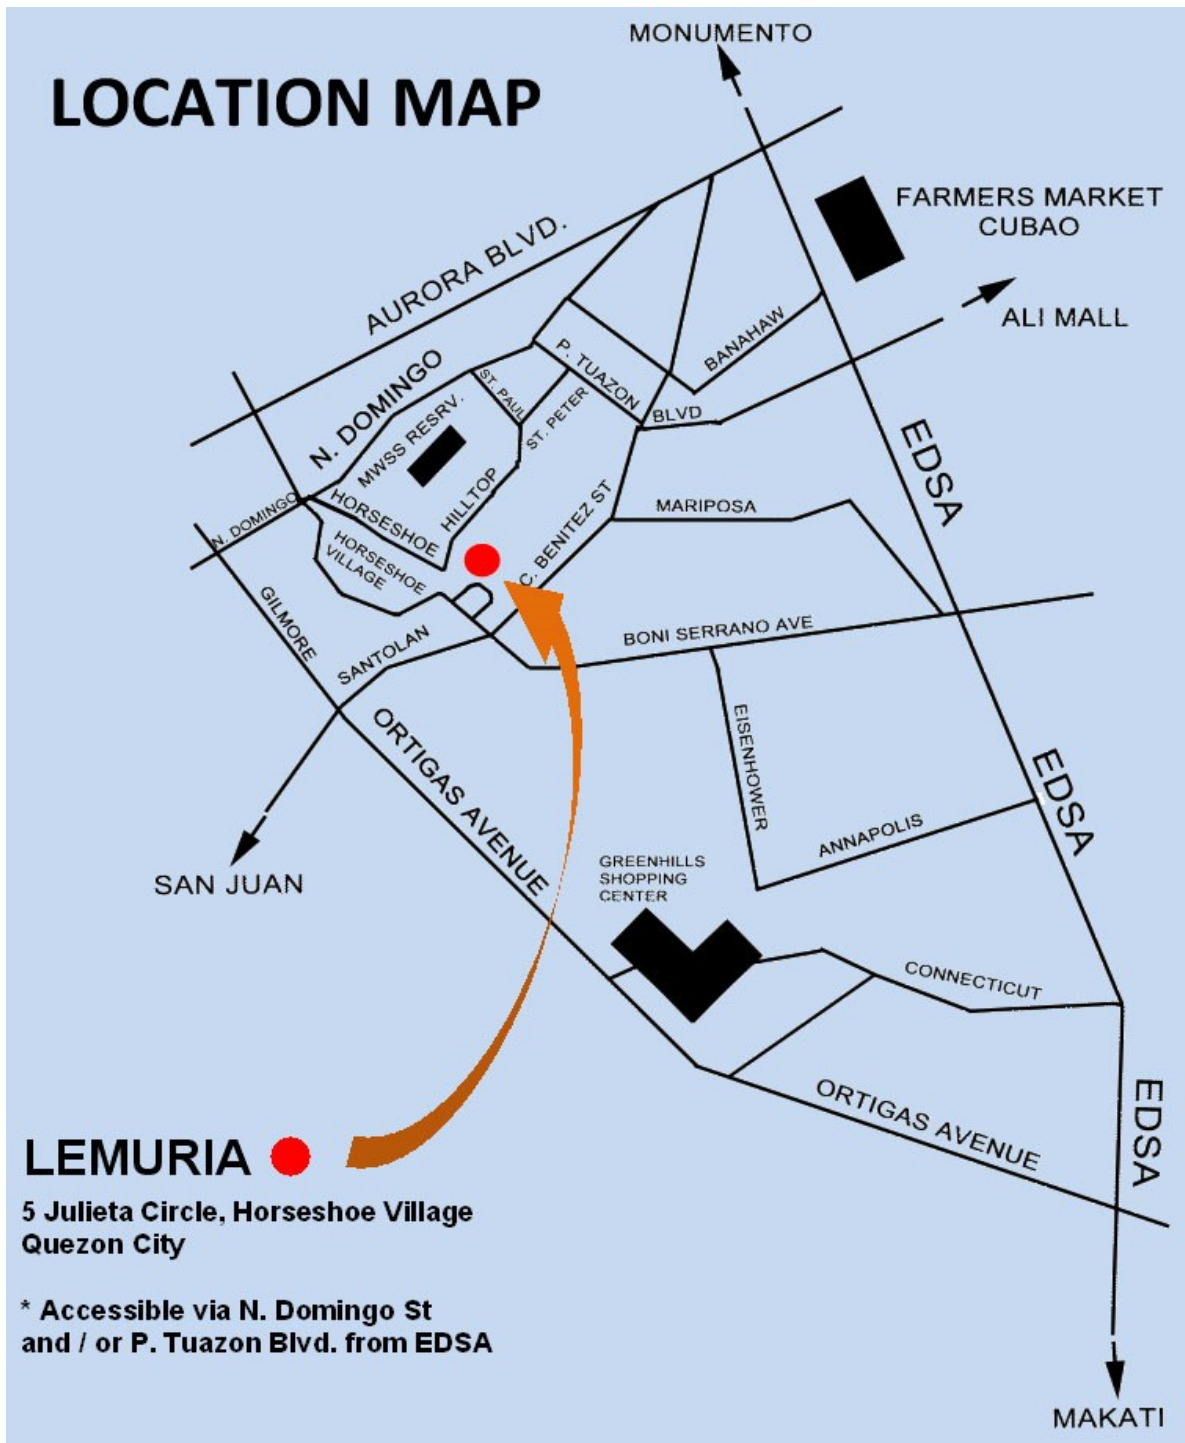 MONUMENTO
LOCATION MAP
FARMERS MARKET
CUBAO
AURORA BLVD.
ALI MALL
BANAHAW
P. TUAZON
BLVD
N. DOMINGO
ST. PAUL
ST. PETER
MWSS RESRV.
EDSA
HILLTOP
HORSESHOE
N. DOMINGO
MARIPOSA
C. BENITEZ ST
HORSESHOE
VILLAGE
GILMORE
SANTOLAN
BONI SERRANO AVE
EISENHOWER
ORTIGAS AVENUE
EDSA
ANNAPOLIS
SAN JUAN
GREENHILLS
SHOPPING
CENTER
CONNECTICUT
ORTIGAS AVENUE
EDSA
LEMURIA
5 Julieta Circle, Horseshoe Village
Quezon City
* Accessible via N. Domingo St
and / or P. Tuazon Blvd. from EDSA
MAKATI